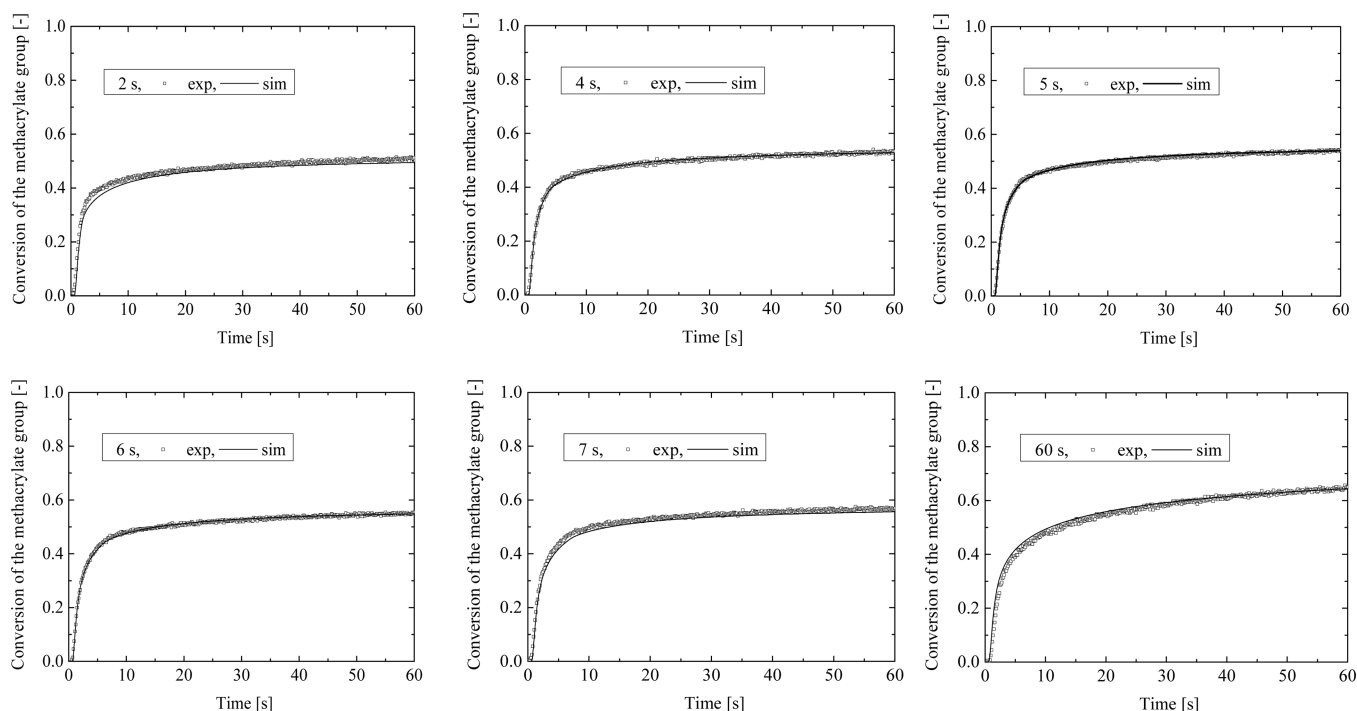 Conversion of the methacrylate group [-]
1.0
0.8
0.6
0.4
0.2
0.0
2 s, exp, sim
0 10 20 30 40 50 60
Time [s]
Conversion of the methacrylate group [-]
1.0
0.8
0.6
0.4
0.2
0.0
4 s, exp, sim
0 10 20 30 40 50 60
Time [s]
Conversion of the methacrylate group [-]
1.0
0.8
0.6
0.4
0.2
0.0
5 s, exp, sim
0 10 20 30 40 50 60
Time [s]
Conversion of the methacrylate group [-]
1.0
0.8
0.6
0.4
0.2
0.0
6 s, exp, sim
0 10 20 30 40 50 60
Time [s]
Conversion of the methacrylate group [-]
1.0
0.8
0.6
0.4
0.2
0.0
7 s, exp, sim
0 10 20 30 40 50 60
Time [s]
Conversion of the methacrylate group [-]
1.0
0.8
0.6
0.4
0.2
0.0
60 s, exp, sim
0 10 20 30 40 50 60
Time [s]